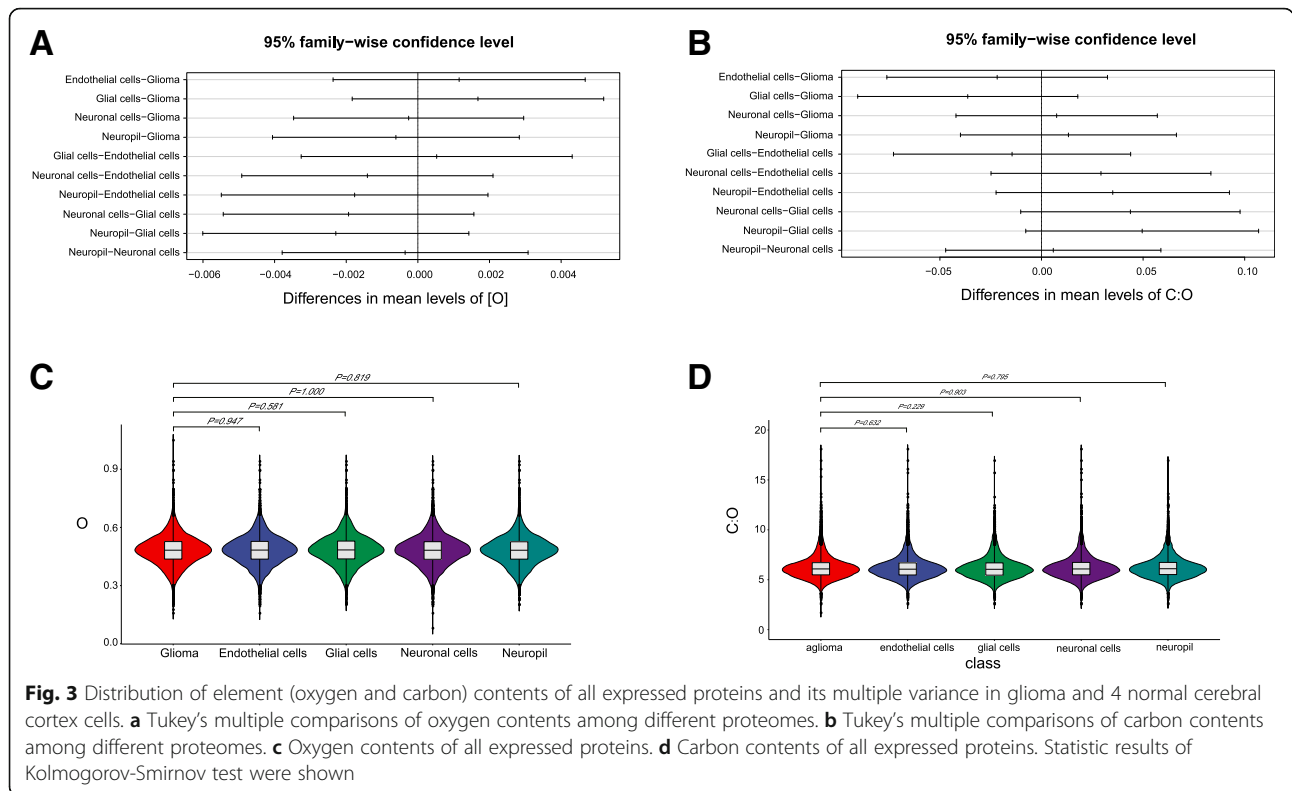 A
95% family−wise confidence level
Endothelial cells−Glioma
Glial cells−Glioma
Neuronal cells−Glioma
Neuropil−Glioma
Glial cells−Endothelial cells
Neuronal cells−Endothelial cells
Neuropil−Endothelial cells
Neuronal cells−Glial cells
Neuropil−Glial cells
Neuropil−Neuronal cells
−0.006 −0.004 −0.002 0.000 0.002 0.004
Differences in mean levels of [O]
B
95% family−wise confidence level
Endothelial cells−Glioma
Glial cells−Glioma
Neuronal cells−Glioma
Neuropil−Glioma
Glial cells−Endothelial cells
Neuronal cells−Endothelial cells
Neuropil−Endothelial cells
Neuronal cells−Glial cells
Neuropil−Glial cells
Neuropil−Neuronal cells
−0.05 0.00 0.05 0.10
Differences in mean levels of C:O
C
P=0.819
P=1.000
P=0.581
P=0.947
0.9
O
0.6
0.3
0.0
Glioma Endothelial cells Glial cells Neuronal cells Neuropil
D
P=0.795
P=0.903
P=0.229
P=0.632
20
15
C:O
10
5
0
aglioma endothelial cells glial cells neuronal cells neuropil
class
Fig. 3 Distribution of element (oxygen and carbon) contents of all expressed proteins and its multiple variance in glioma and 4 normal cerebral
cortex cells. a Tukey's multiple comparisons of oxygen contents among different proteomes. b Tukey's multiple comparisons of carbon contents
among different proteomes. c Oxygen contents of all expressed proteins. d Carbon contents of all expressed proteins. Statistic results of
Kolmogorov-Smirnov test were shown